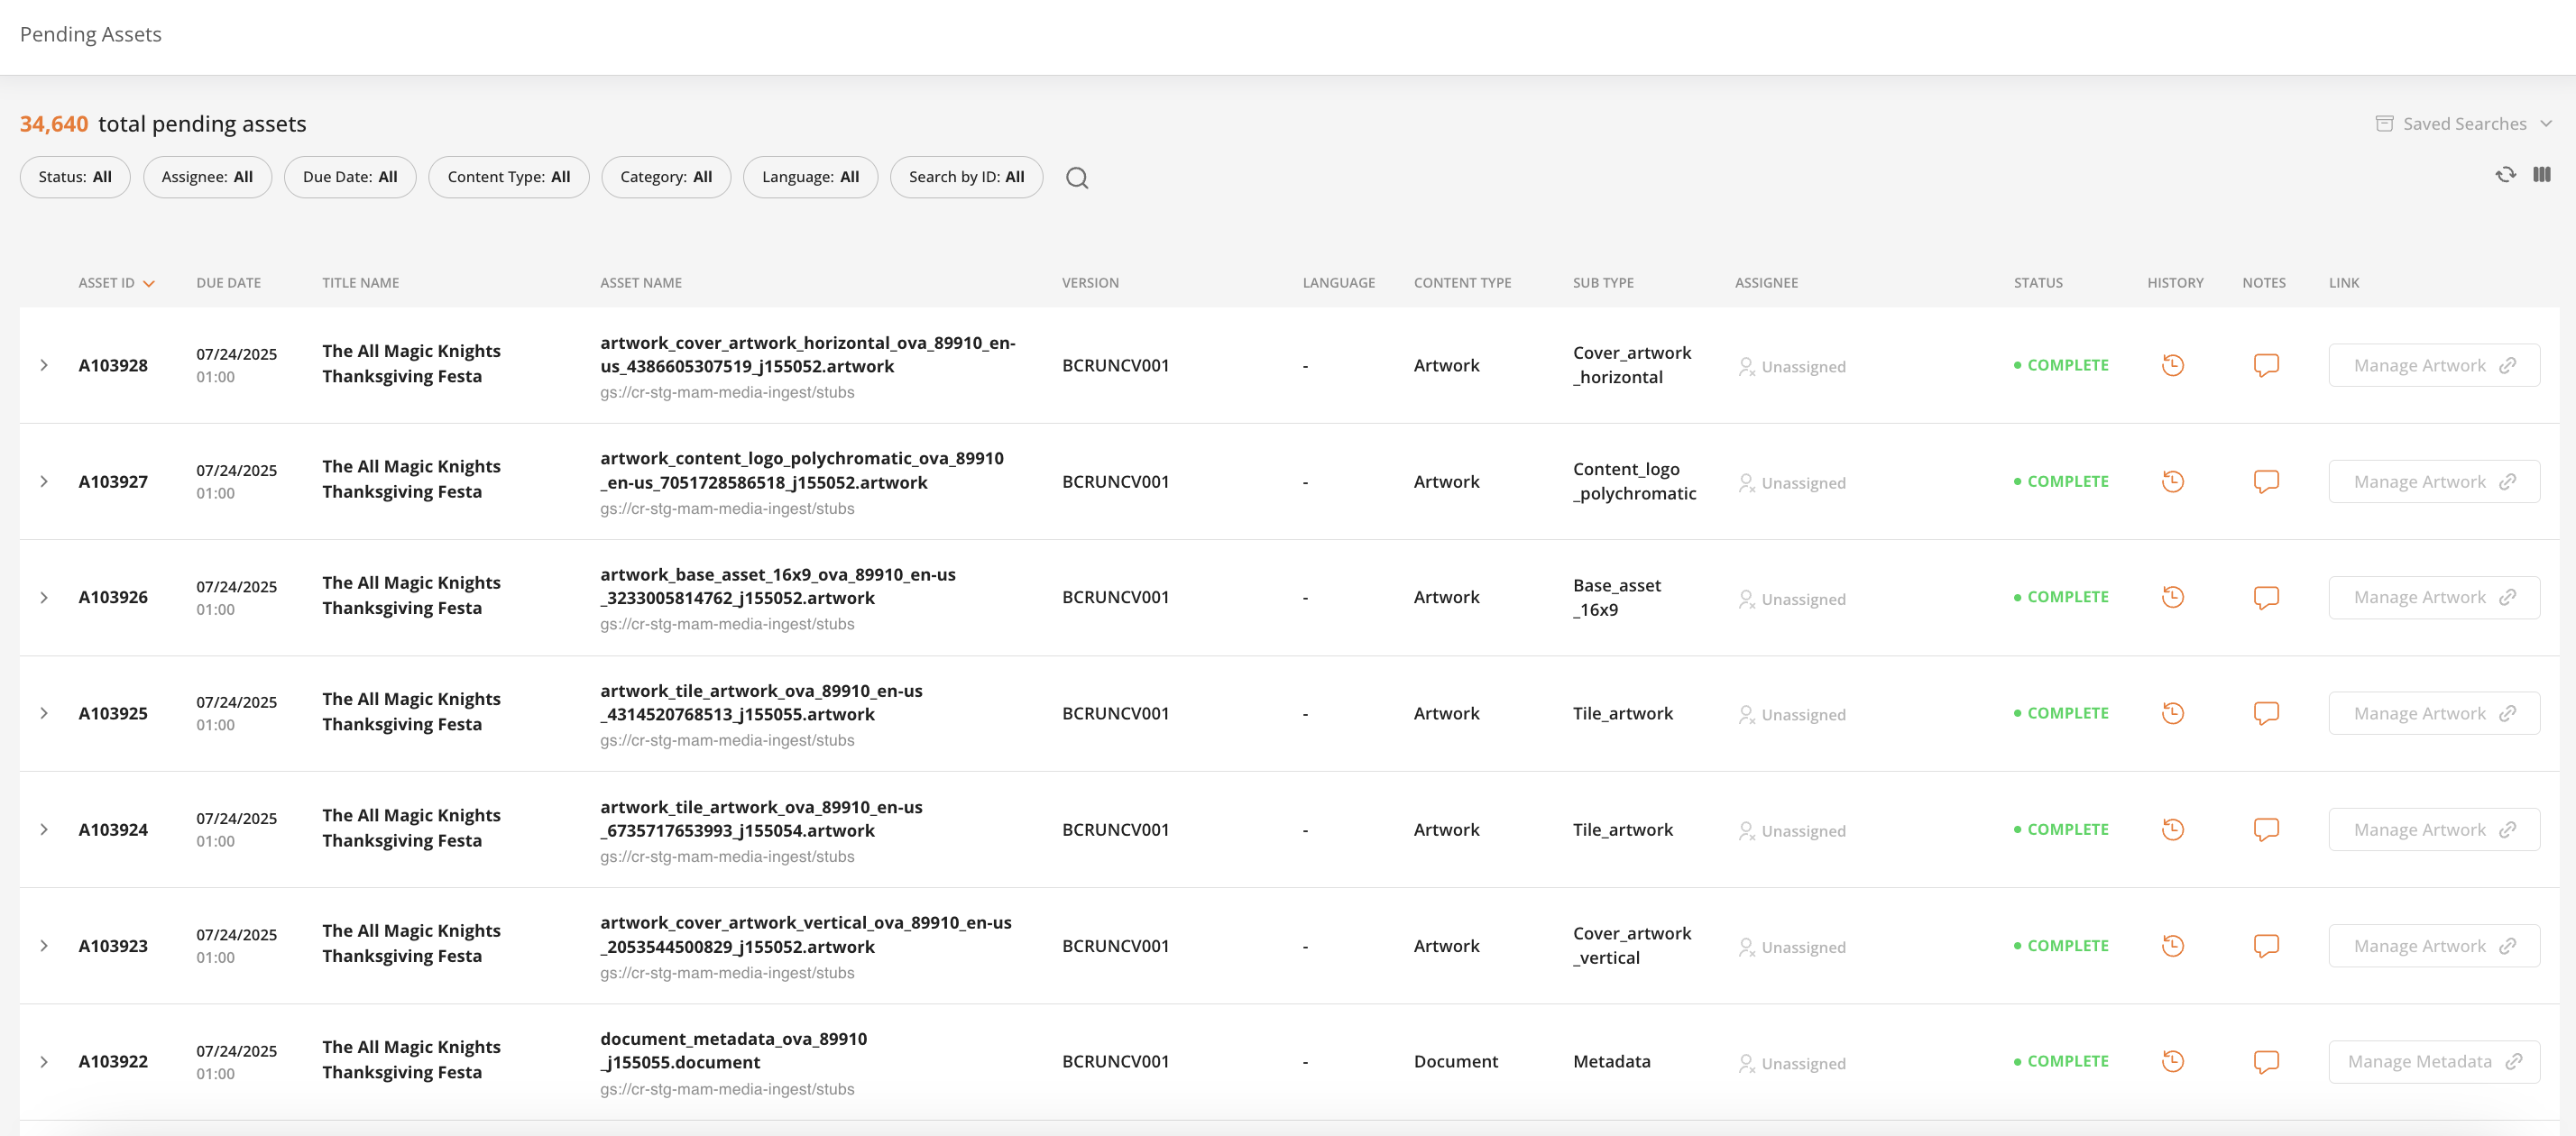 Pending Assets
34,640 total pending assets
Saved Searches
Status: All
Assignee: All
Due Date: All
Content Type: All
Category: All
Language: All
Search by ID: All
ASSET ID DUE DATE TITLE NAME ASSET NAME VERSION LANGUAGE CONTENT TYPE SUB TYPE ASSIGNEE STATUS HISTORY NOTES LINK
A103928
07/24/2025
01:00
The All Magic Knights
Thanksgiving Festa
artwork_cover_artwork_horizontal_ova_89910_en-
us_4386605307519_j155052.artwork
gs://cr-stg-mam-media-ingest/stubs
BCRUNCV001
-
Artwork
Cover_artwork
_horizontal
Unassigned
COMPLETE
Manage Artwork
A103927
07/24/2025
01:00
The All Magic Knights
Thanksgiving Festa
artwork_content_logo_polychromatic_ova_89910
_en-us_7051728586518_j155052.artwork
gs://cr-stg-mam-media-ingest/stubs
BCRUNCV001
-
Artwork
Content_logo
_polychromatic
Unassigned
COMPLETE
Manage Artwork
A103926
07/24/2025
01:00
The All Magic Knights
Thanksgiving Festa
artwork_base_asset_16x9_ova_89910_en-us
_3233005814762_j155052.artwork
gs://cr-stg-mam-media-ingest/stubs
BCRUNCV001
-
Artwork
Base_asset
_16x9
Unassigned
COMPLETE
Manage Artwork
A103925
07/24/2025
01:00
The All Magic Knights
Thanksgiving Festa
artwork_tile_artwork_ova_89910_en-us
_4314520768513_j155055.artwork
gs://cr-stg-mam-media-ingest/stubs
BCRUNCV001
-
Artwork
Tile_artwork
Unassigned
COMPLETE
Manage Artwork
A103924
07/24/2025
01:00
The All Magic Knights
Thanksgiving Festa
artwork_tile_artwork_ova_89910_en-us
_6735717653993_j155054.artwork
gs://cr-stg-mam-media-ingest/stubs
BCRUNCV001
-
Artwork
Tile_artwork
Unassigned
COMPLETE
Manage Artwork
A103923
07/24/2025
01:00
The All Magic Knights
Thanksgiving Festa
artwork_cover_artwork_vertical_ova_89910_en-us
_2053544500829_j155052.artwork
gs://cr-stg-mam-media-ingest/stubs
BCRUNCV001
-
Artwork
Cover_artwork
_vertical
Unassigned
COMPLETE
Manage Artwork
A103922
07/24/2025
01:00
The All Magic Knights
Thanksgiving Festa
document_metadata_ova_89910
_j155055.document
gs://cr-stg-mam-media-ingest/stubs
BCRUNCV001
-
Document
Metadata
Unassigned
COMPLETE
Manage Metadata